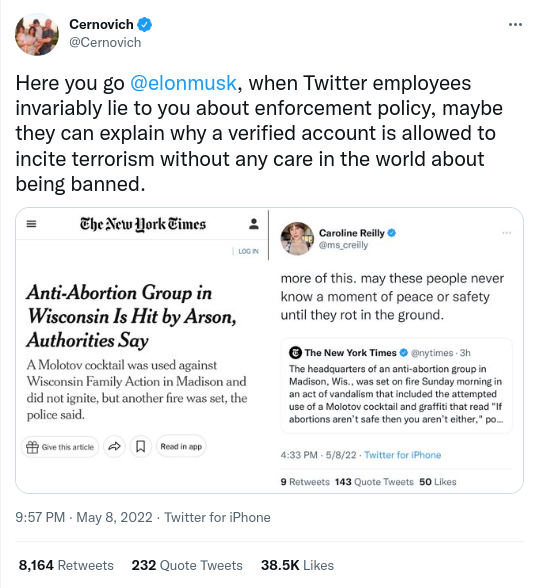 Cernovich
@Cernovich
Here you go @elonmusk, when Twitter employees
invariably lie to you about enforcement policy, maybe
they can explain why a verified account is allowed to
incite terrorism without any care in the world about
being banned.
The New York Times
LOG IN
Anti-Abortion Group in
Wisconsin Is Hit by Arson,
Authorities Say
A Molotov cocktail was used against
Wisconsin Family Action in Madison and
did not ignite, but another fire was set, the
police said.
Give this article
Read in app
Caroline Reilly
@ms_creilly
more of this. may these people never
know a moment of peace or safety
until they rot in the ground.
The New York Times @nytimes · 3h
The headquarters of an anti-abortion group in
Madison, Wis., was set on fire Sunday morning in
an act of vandalism that included the attempted
use of a Molotov cocktail and graffiti that read "If
abortions aren't safe then you aren't either," po...
4:33 PM · 5/8/22 · Twitter for iPhone
9 Retweets 143 Quote Tweets 50 Likes
9:57 PM · May 8, 2022 · Twitter for iPhone
8,164 Retweets 232 Quote Tweets 38.5K Likes